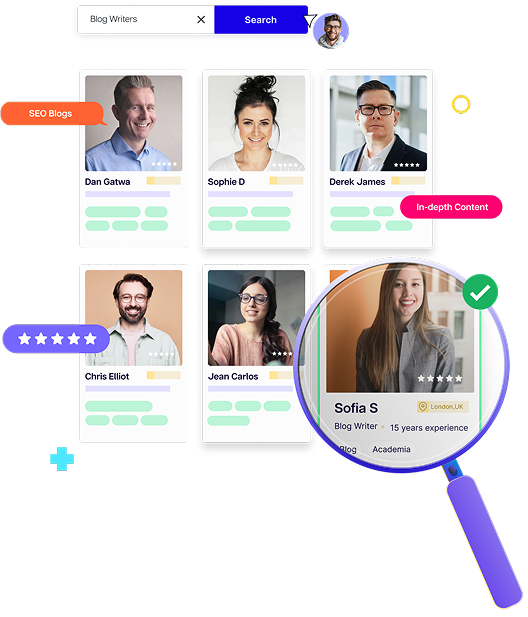 Blog Writers
Search
SEO Blogs
Dan Gatwa
Sophie D
Derek James
In-depth Content
Chris Elliot
Jean Carlos
Sofia S
London,UK
Blog Writer
15 years experience
Blog
Academia